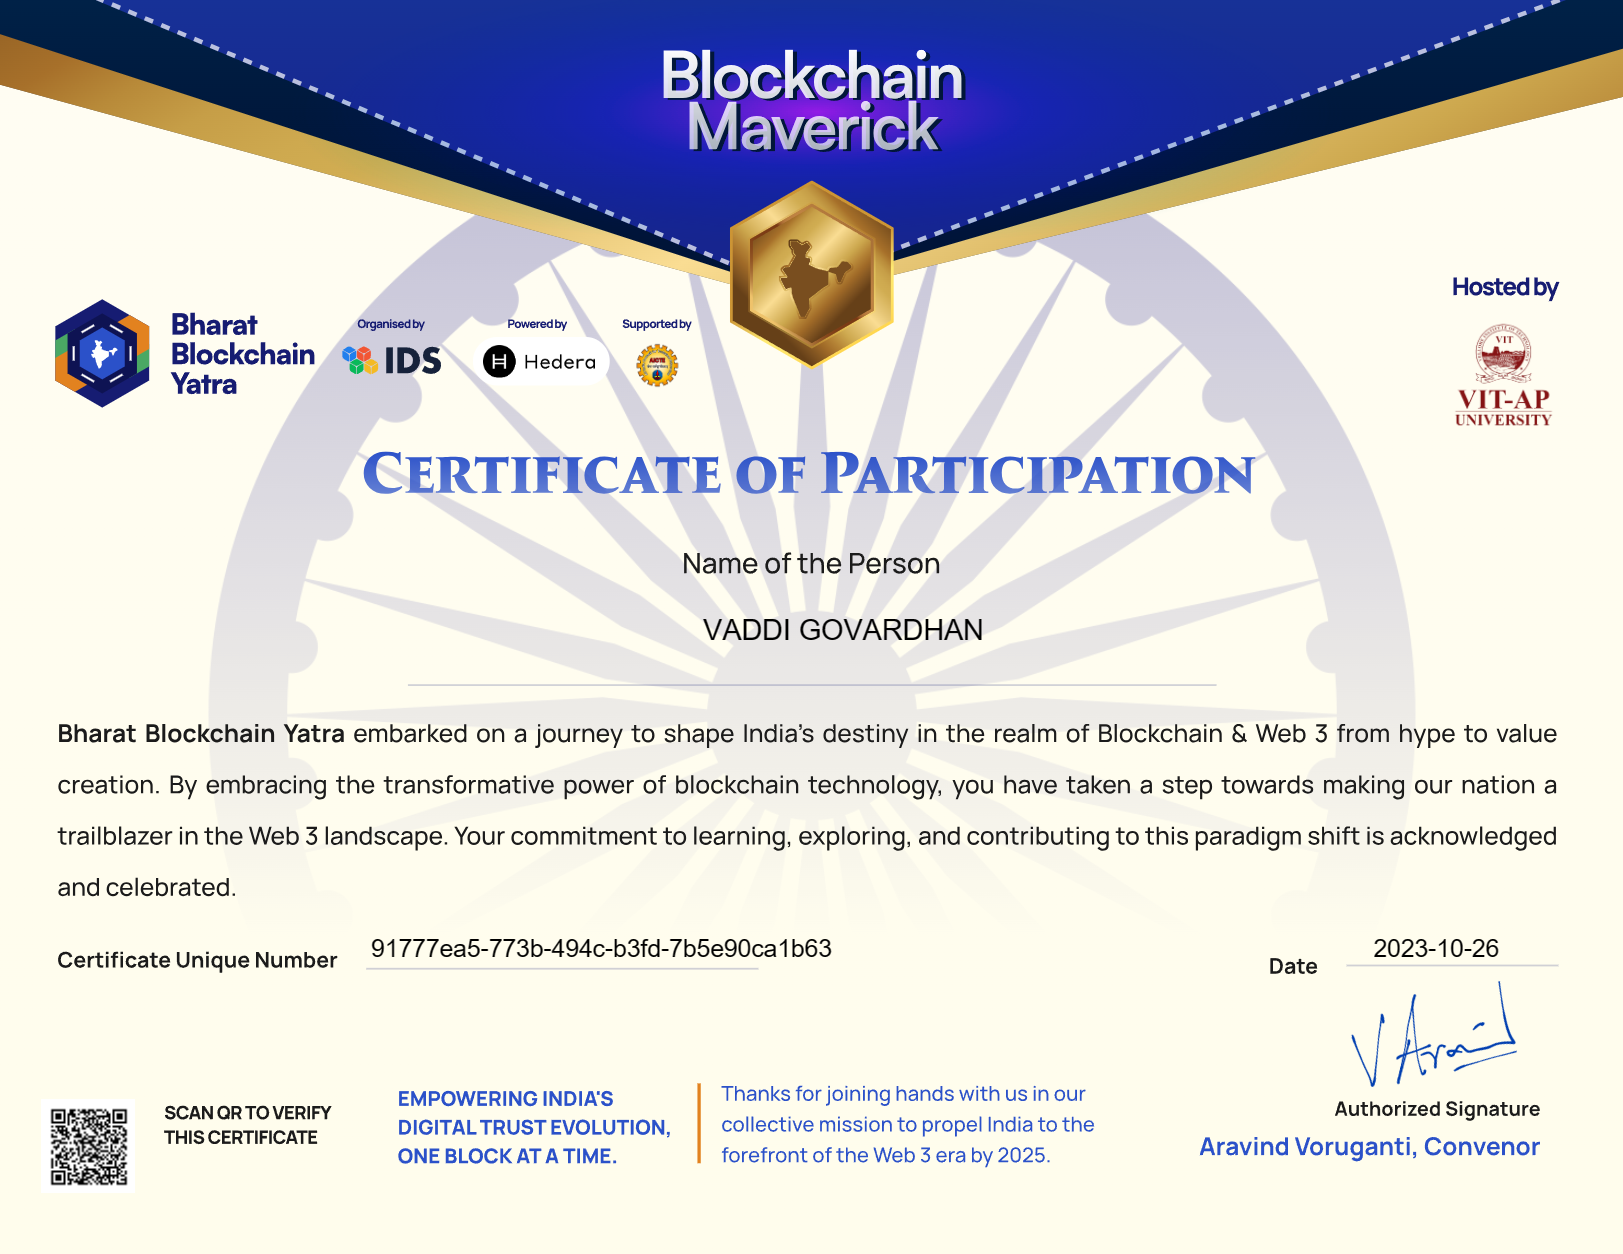 Blockchain
Maverick
Hosted by
Bharat
Blockchain
Yatra
Organised by
IDS
Powered by
H Hedera
Supported by
AICTE
VIT
VIT-AP
UNIVERSITY
CERTIFICATE OF PARTICIPATION
Name of the Person
VADDI GOVARDHAN
Bharat Blockchain Yatra embarked on a journey to shape India's destiny in the realm of Blockchain & Web 3 from hype to value
creation. By embracing the transformative power of blockchain technology, you have taken a step towards making our nation a
trailblazer in the Web 3 landscape. Your commitment to learning, exploring, and contributing to this paradigm shift is acknowledged
and celebrated.
Certificate Unique Number 91777ea5-773b-494c-b3fd-7b5e90ca1b63
Date 2023-10-26
V Aravind
Authorized Signature
Aravind Voruganti, Convenor
SCAN QR TO VERIFY
THIS CERTIFICATE
EMPOWERING INDIA'S
DIGITAL TRUST EVOLUTION,
ONE BLOCK AT A TIME.
Thanks for joining hands with us in our
collective mission to propel India to the
forefront of the Web 3 era by 2025.